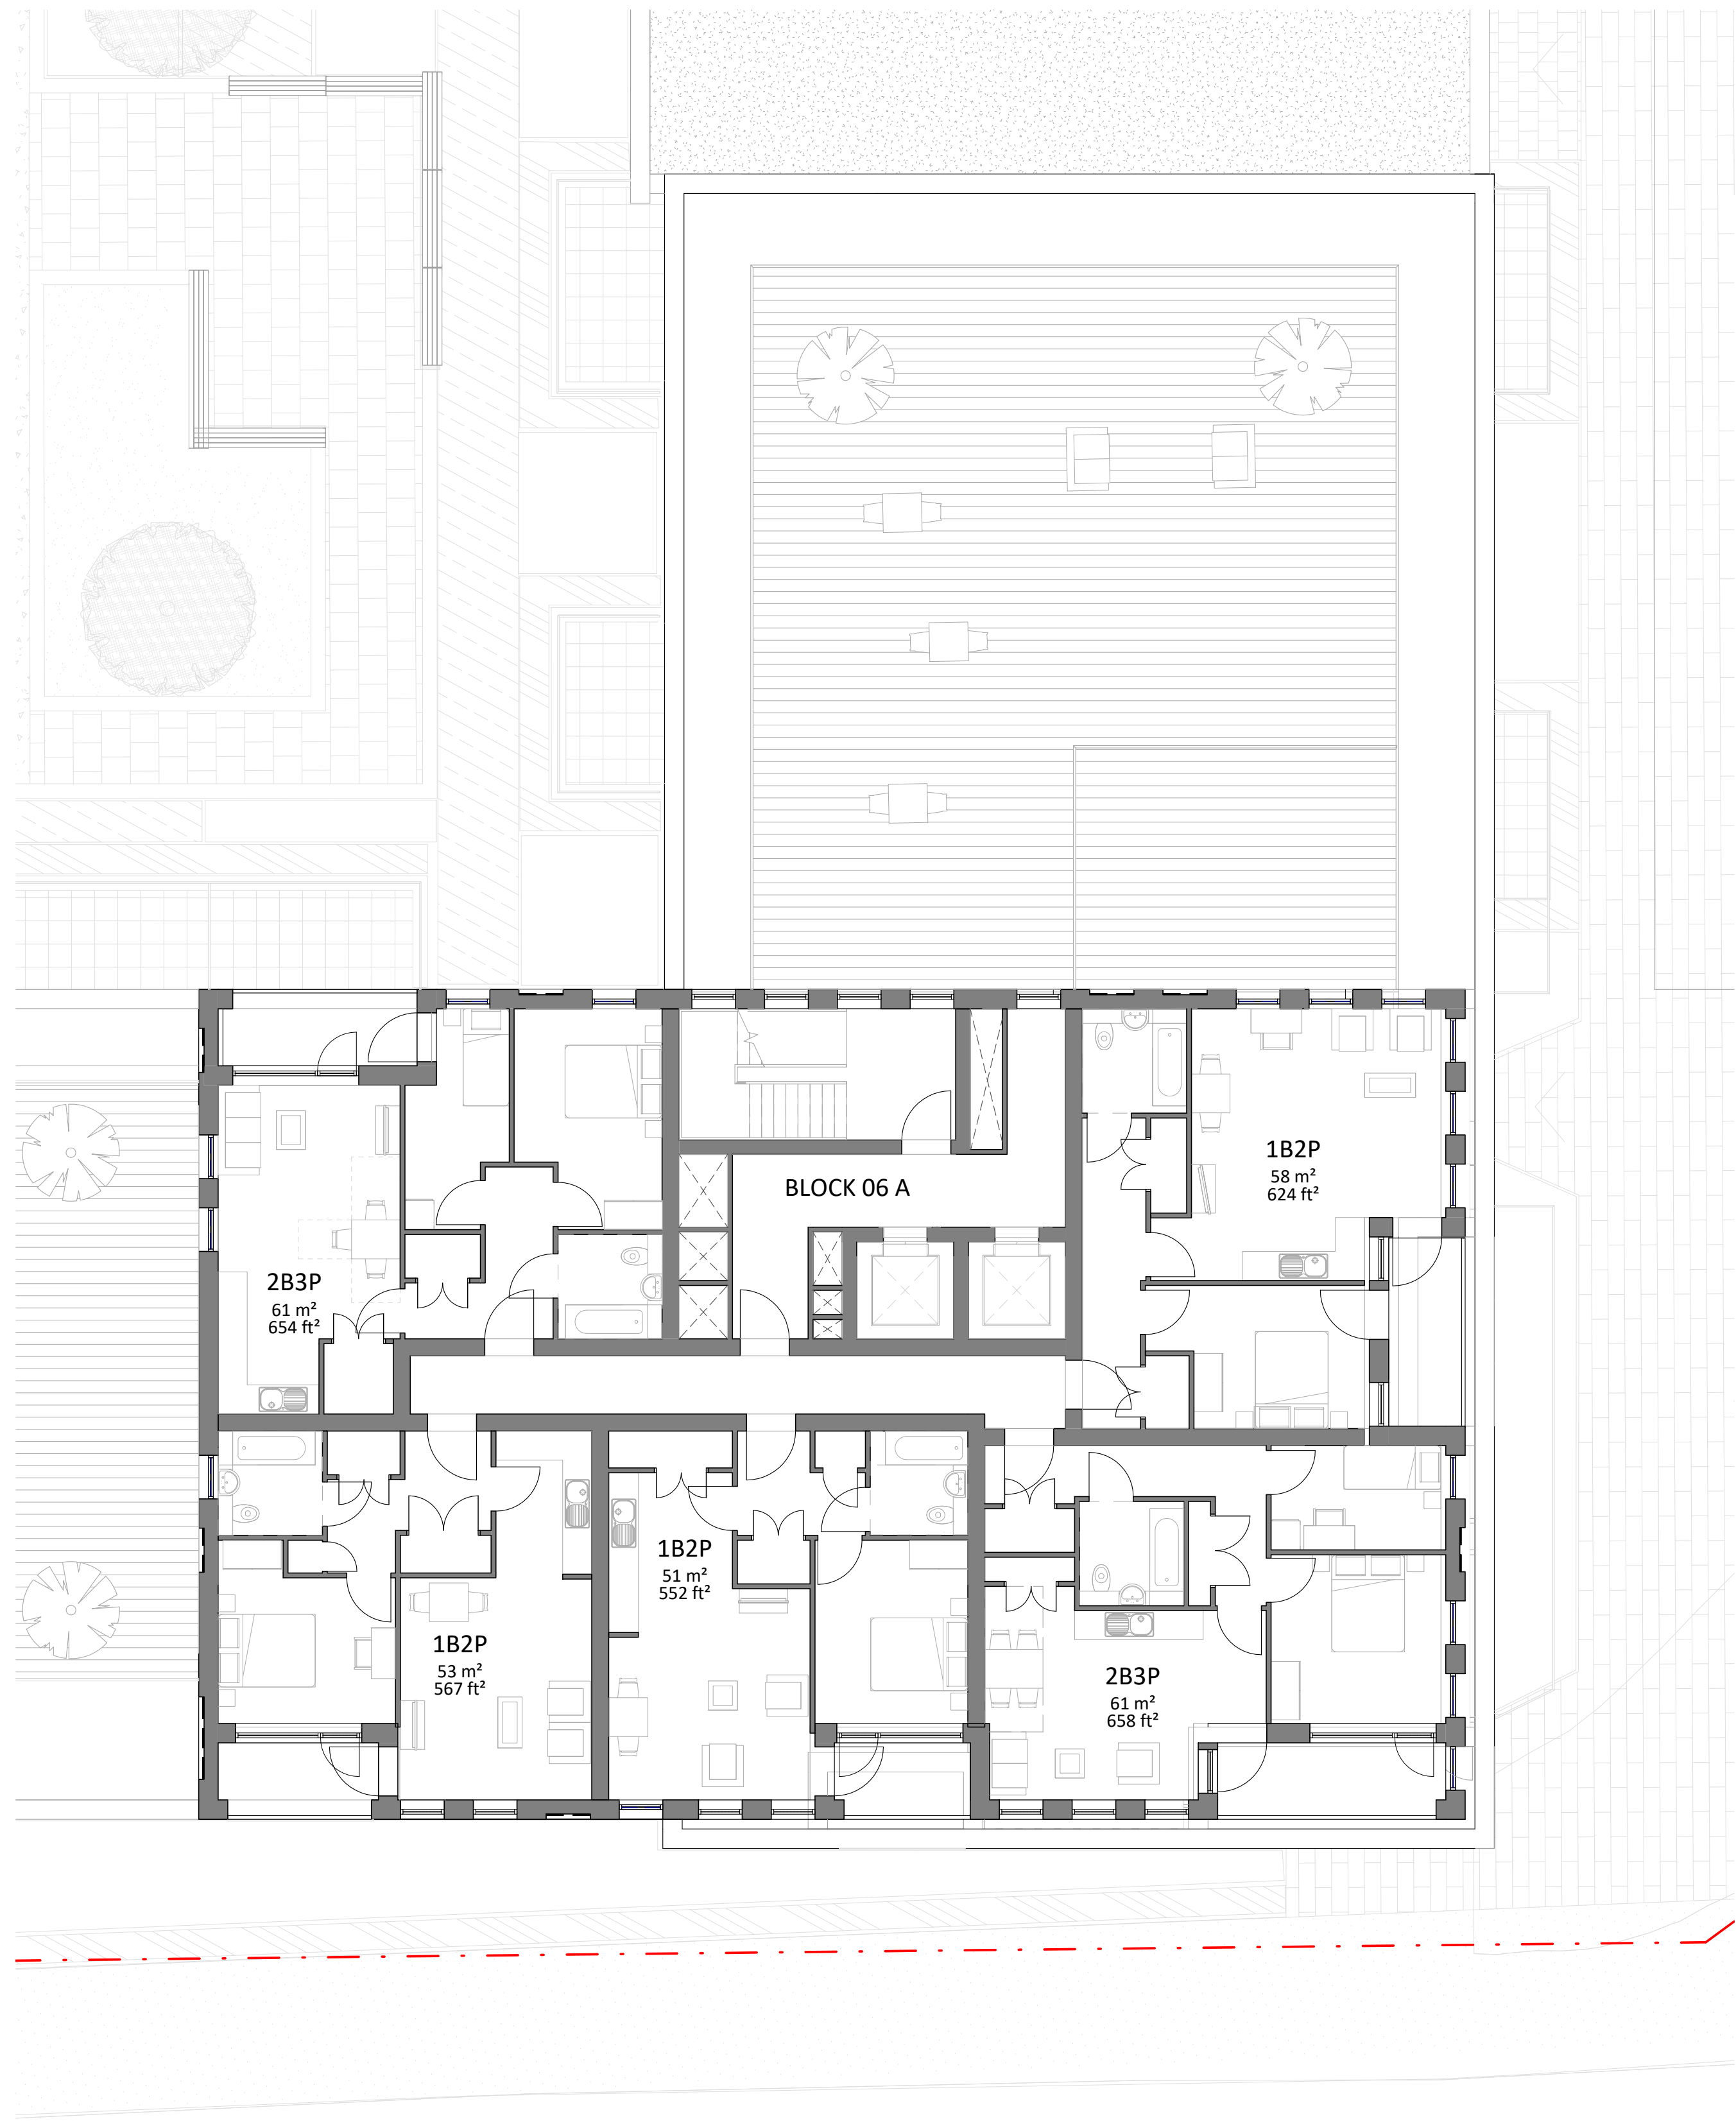 1B2P
58 m²
624 ft²
BLOCK 06 A
2B3P
61 m²
654 ft²
1B2P
51 m²
552 ft²
1B2P
53 m²
567 ft²
2B3P
61 m²
658 ft²